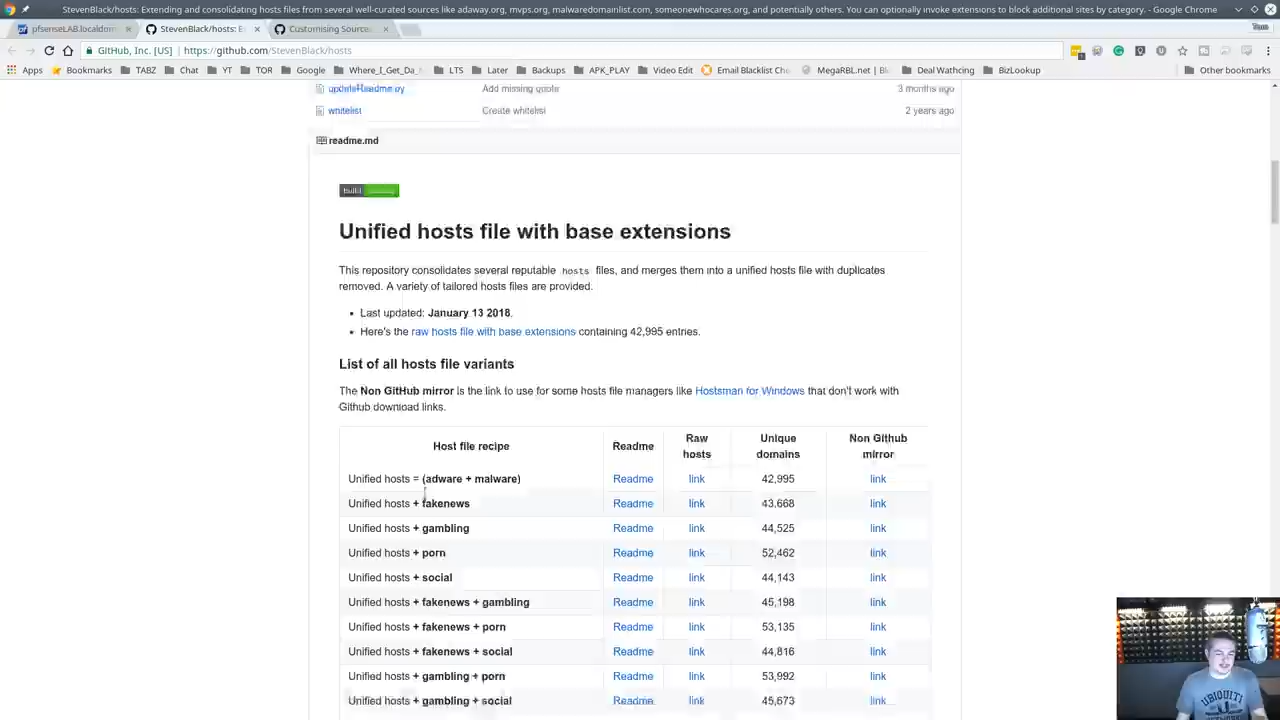 StevenBlack/hosts: Extending and consolidating hosts files from several well-curated sources like adaway.org, mvps.org, malwaredomainlist.com, someonewhocares.org, and potentially others. You can optionally invoke extensions to block additional sites by category. - Google Chrome
pfsenseLAB.localdom
StevenBlack/hosts: Ex
Customising Source
GitHub, Inc. [US] https://github.com/StevenBlack/hosts
Apps Bookmarks TABZ Chat YT TOR Google Where_I_Get_Da_M LTS Later Backups APK_PLAY Video Edit Email Blacklist Che MegaRBL.net | Bl Deal Wathcing BizLookup Other bookmarks
updateReadme.py Add missing quote 3 months ago
whitelist Create whitelist 2 years ago
readme.md
build
Unified hosts file with base extensions
This repository consolidates several reputable hosts files, and merges them into a unified hosts file with duplicates
removed. A variety of tailored hosts files are provided.
Last updated: January 13 2018.
Here's the raw hosts file with base extensions containing 42,995 entries.
List of all hosts file variants
The Non GitHub mirror is the link to use for some hosts file managers like Hostsman for Windows that don't work with
Github download links.
Host file recipe Readme Raw hosts Unique domains Non Github mirror
Unified hosts = (adware + malware) Readme link 42,995 link
Unified hosts + fakenews Readme link 43,668 link
Unified hosts + gambling Readme link 44,525 link
Unified hosts + porn Readme link 52,462 link
Unified hosts + social Readme link 44,143 link
Unified hosts + fakenews + gambling Readme link 45,198 link
Unified hosts + fakenews + porn Readme link 53,135 link
Unified hosts + fakenews + social Readme link 44,816 link
Unified hosts + gambling + porn Readme link 53,992 link
Unified hosts + gambling + social Readme link 45,673 link
UBIQUITI